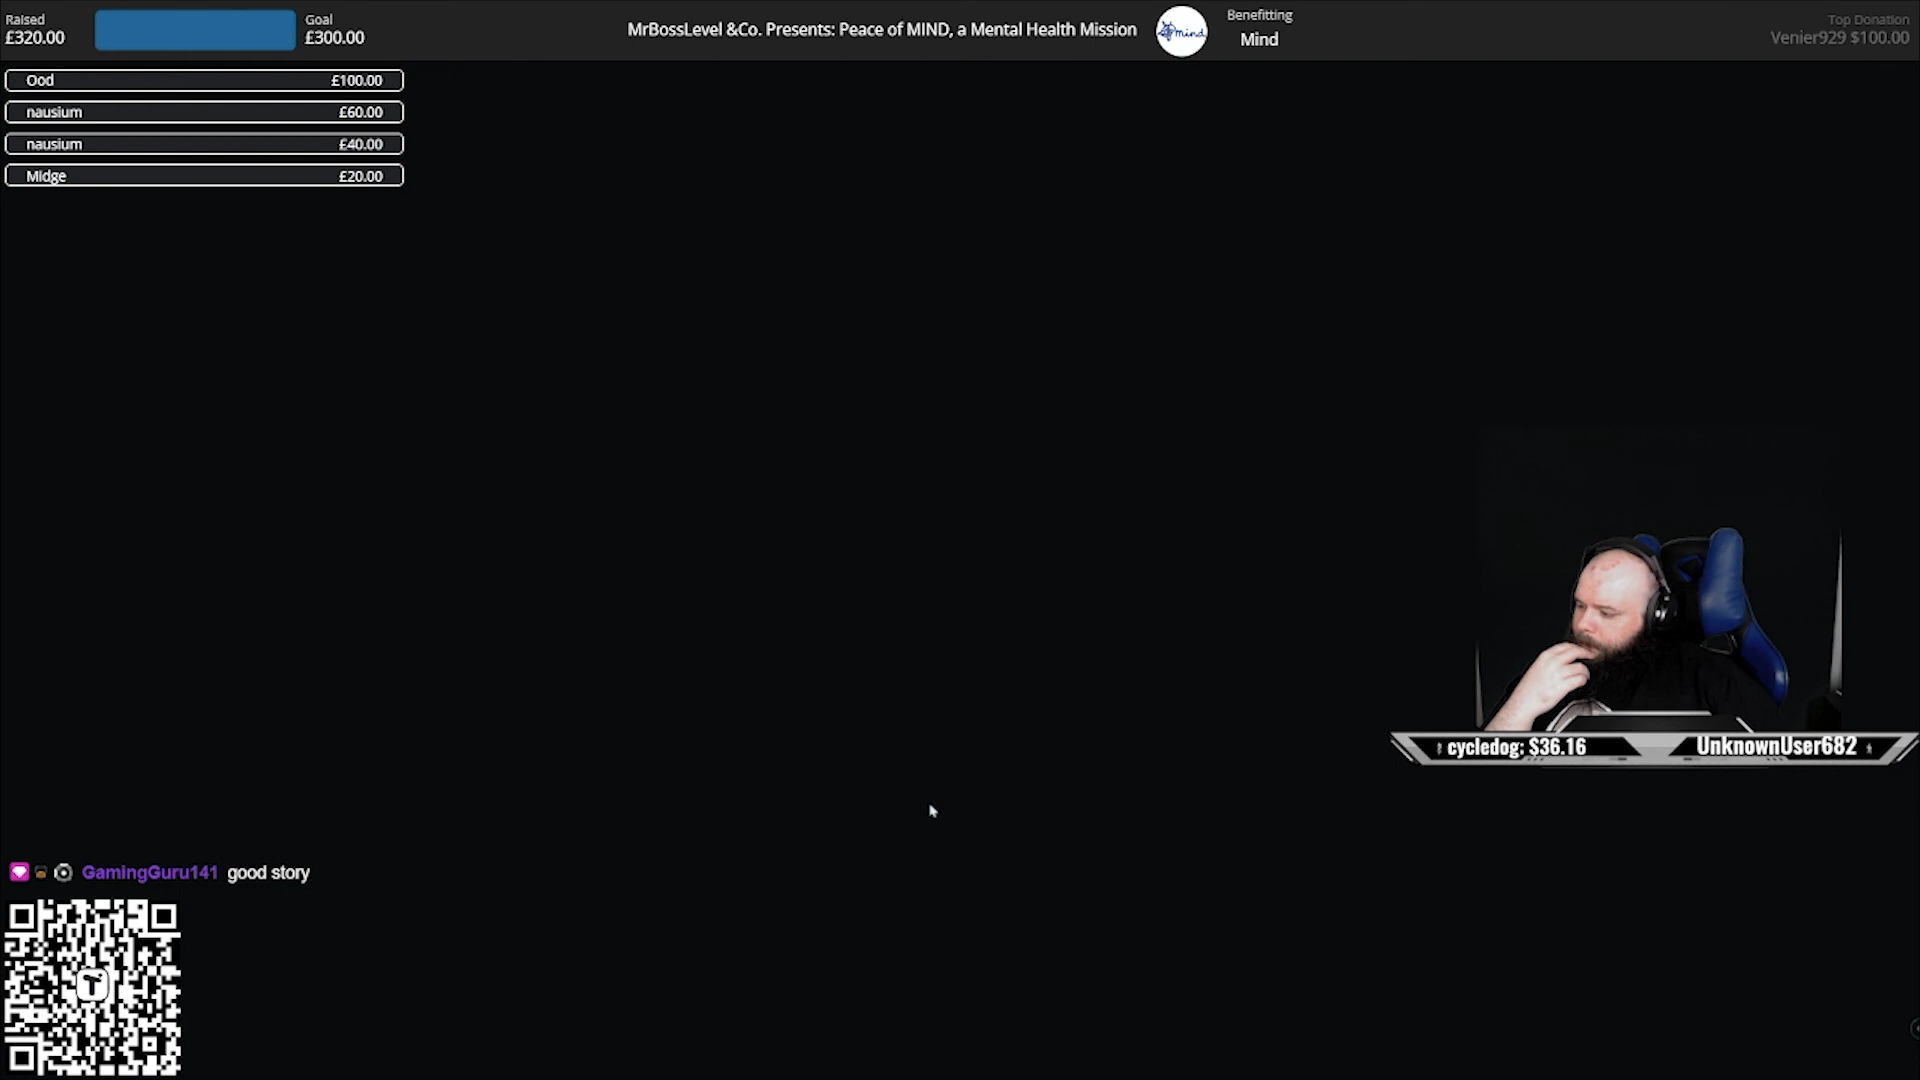 Raised
£320.00
Goal
£300.00
MrBossLevel &Co. Presents: Peace of MIND, a Mental Health Mission
mind
Benefitting
Mind
Top Donation
Venier929 $100.00
Ood £100.00
nausium £60.00
nausium £40.00
Midge £20.00
cycledog: $36.16
UnknownUser682
GamingGuru141 good story
T